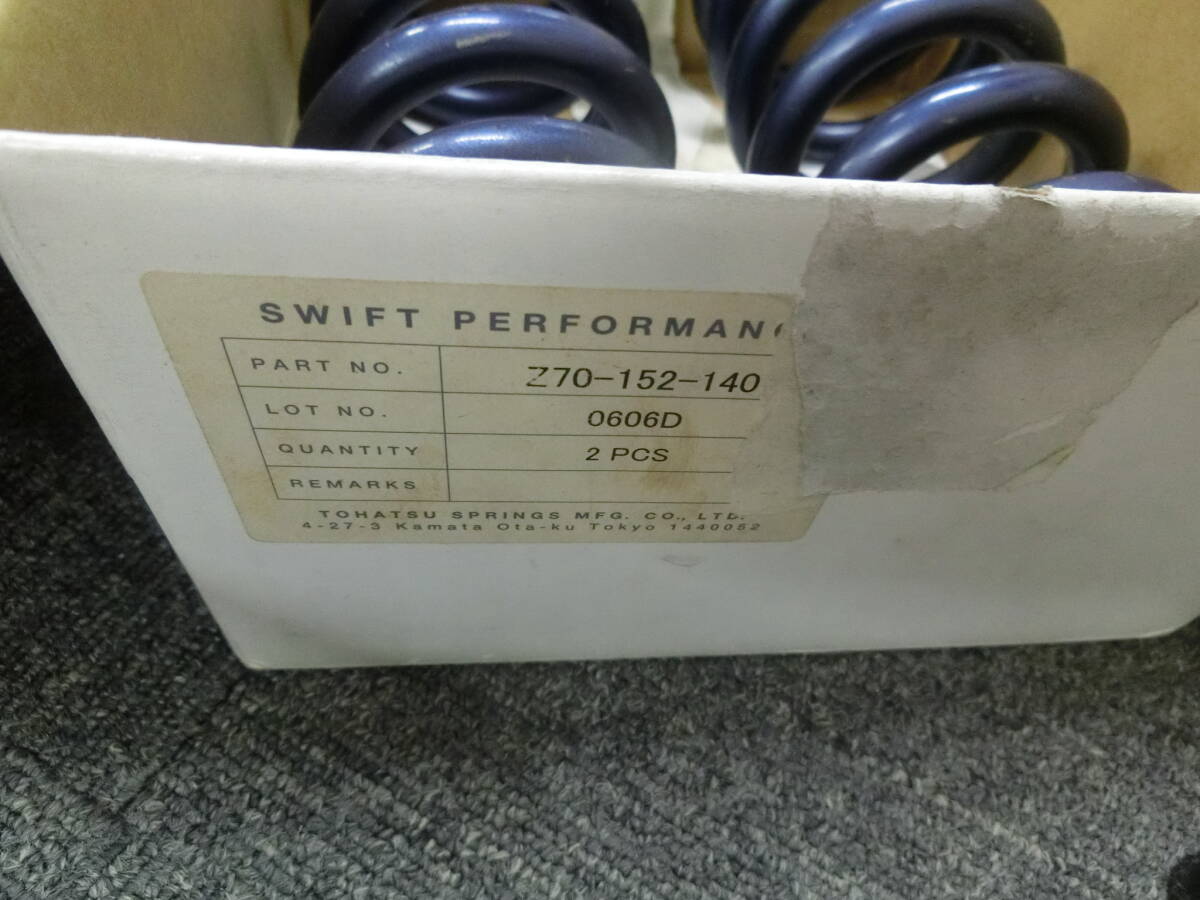 SWIFT PERFORMAN
PART NO. Z70-152-140
LOT NO. 0606D
QUANTITY 2 PCS
REMARKS
TOHATSU SPRINGS MFG. CO., LTD.
4-27-3 Kamata Ota-ku Tokyo 1440052